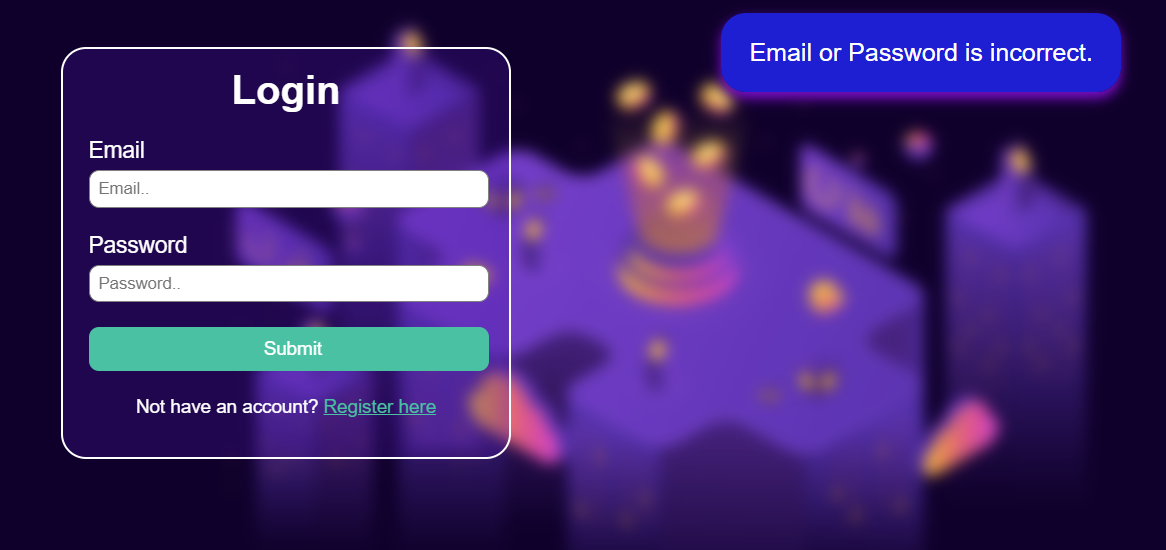 Email or Password is incorrect.
Login
Email
Email..
Password
Password..
Submit
Not have an account? Register here